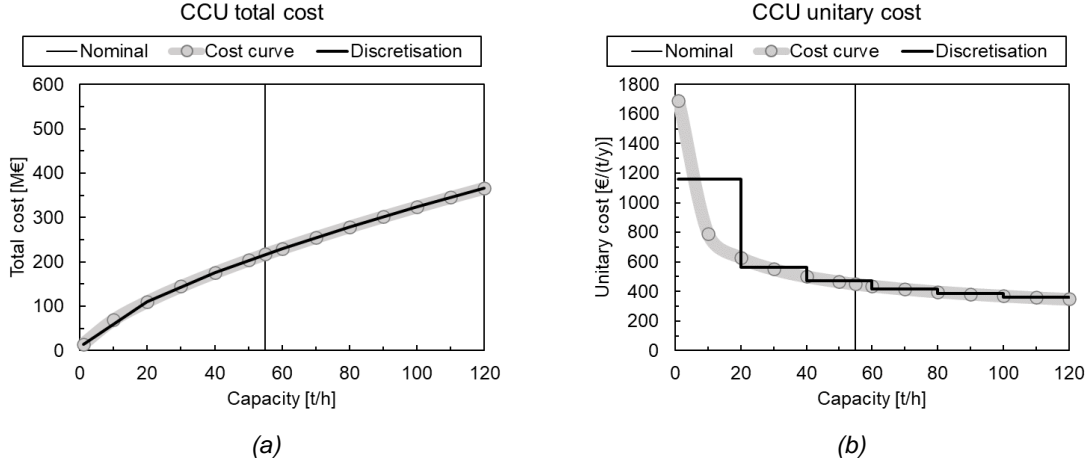 CCU total cost
Nominal Cost curve Discretisation
600
500
400
300
200
100
0
Total cost [M€]
0 20 40 60 80 100 120
Capacity [t/h]
(a)
CCU unitary cost
Nominal Cost curve Discretisation
1800
1600
1400
1200
1000
800
600
400
200
0
Unitary cost [€/(t/y)]
0 20 40 60 80 100 120
Capacity [t/h]
(b)